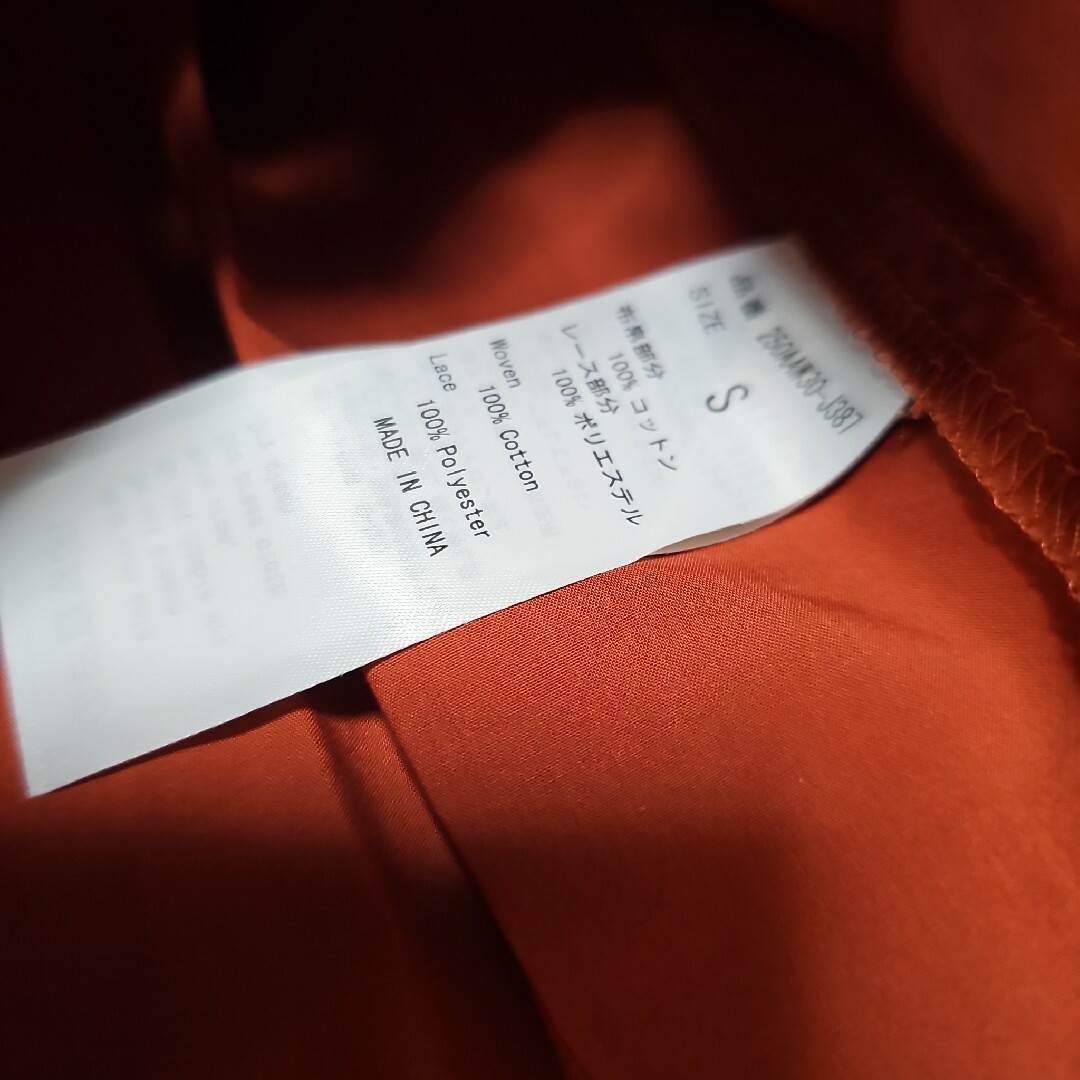 品番 250AAK30-J387
SIZE S
布帛部分
100% コットン
レース部分
100% ポリエステル
Woven
100% Cotton
Lace
100% Polyester
MADE IN CHINA